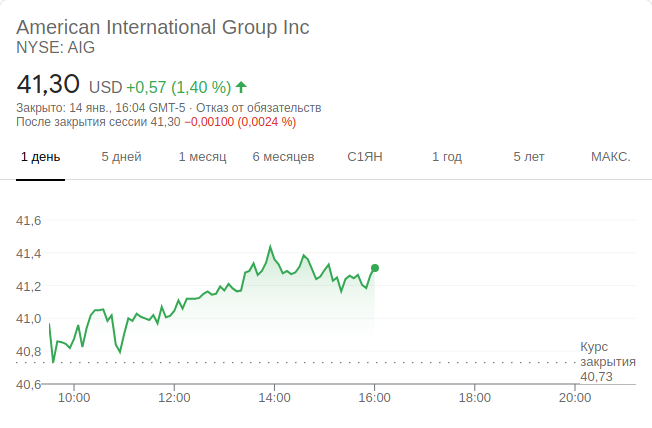 American International Group Inc
NYSE: AIG
41,30 USD +0,57 (1,40 %)
Закрыто: 14 янв., 16:04 GMT-5 · Отказ от обязательств
После закрытия сессии 41,30 −0,00100 (0,0024 %)
1 день 5 дней 1 месяц 6 месяцев С1ЯН 1 год 5 лет МАКС.
41,6
41,4
41,2
41,0
40,8
40,6
Курс
закрытия
40,73
10:00 12:00 14:00 16:00 18:00 20:00